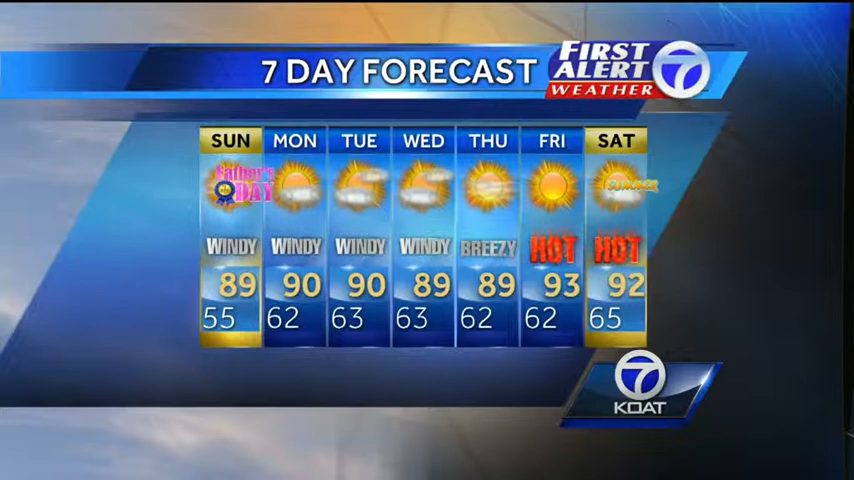 7 DAY FORECAST
FIRST ALERT WEATHER 7
SUN MON TUE WED THU FRI SAT
Father's DAY
SUMMER
WINDY WINDY WINDY WINDY BREEZY HOT HOT
89 90 90 89 89 93 92
55 62 63 63 62 62 65
7
KOAT